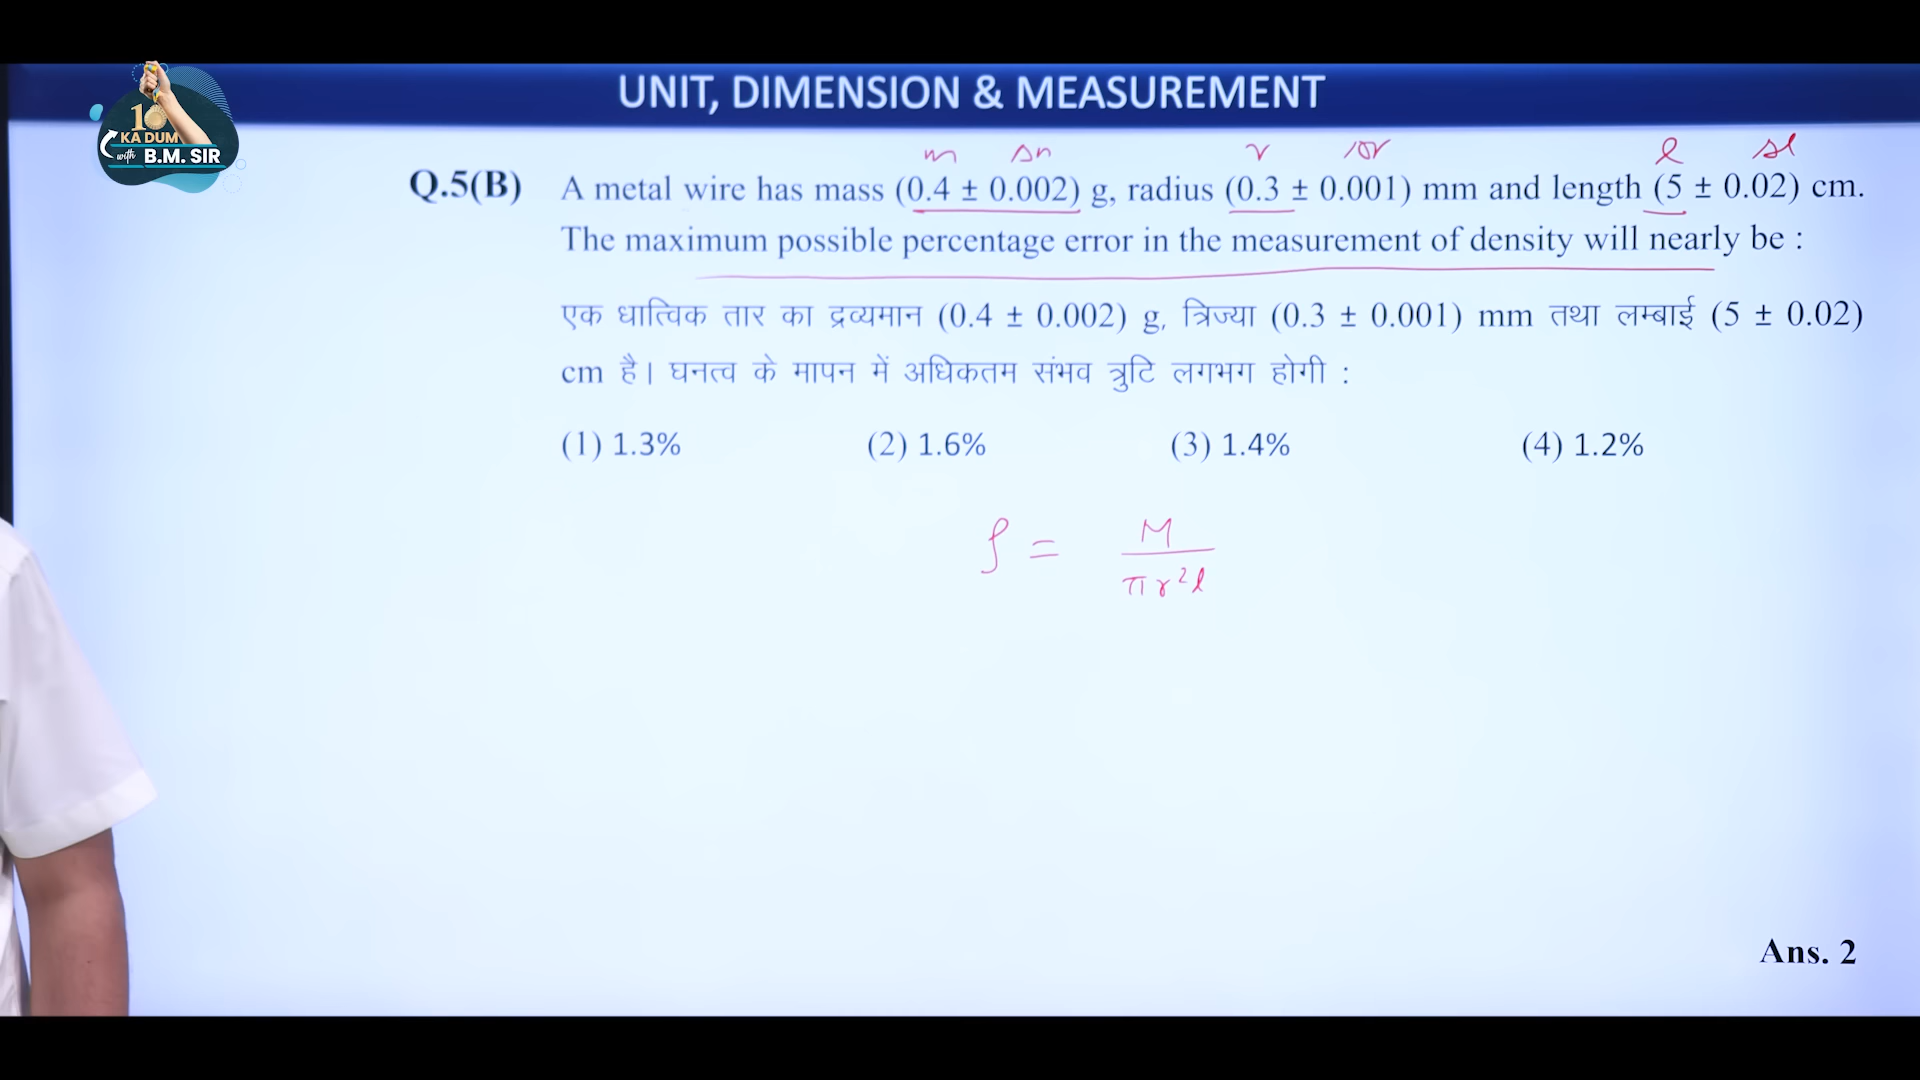 UNIT, DIMENSION & MEASUREMENT
10
KA DUM
with B.M. SIR
m Δm r Δr l Δl
Q.5(B) A metal wire has mass (0.4 ± 0.002) g, radius (0.3 ± 0.001) mm and length (5 ± 0.02) cm.
The maximum possible percentage error in the measurement of density will nearly be :
एक धात्विक तार का द्रव्यमान (0.4 ± 0.002) g, त्रिज्या (0.3 ± 0.001) mm तथा लम्बाई (5 ± 0.02)
cm है। घनत्व के मापन में अधिकतम संभव त्रुटि लगभग होगी :
(1) 1.3% (2) 1.6% (3) 1.4% (4) 1.2%
ρ = M / πr²l
Ans. 2